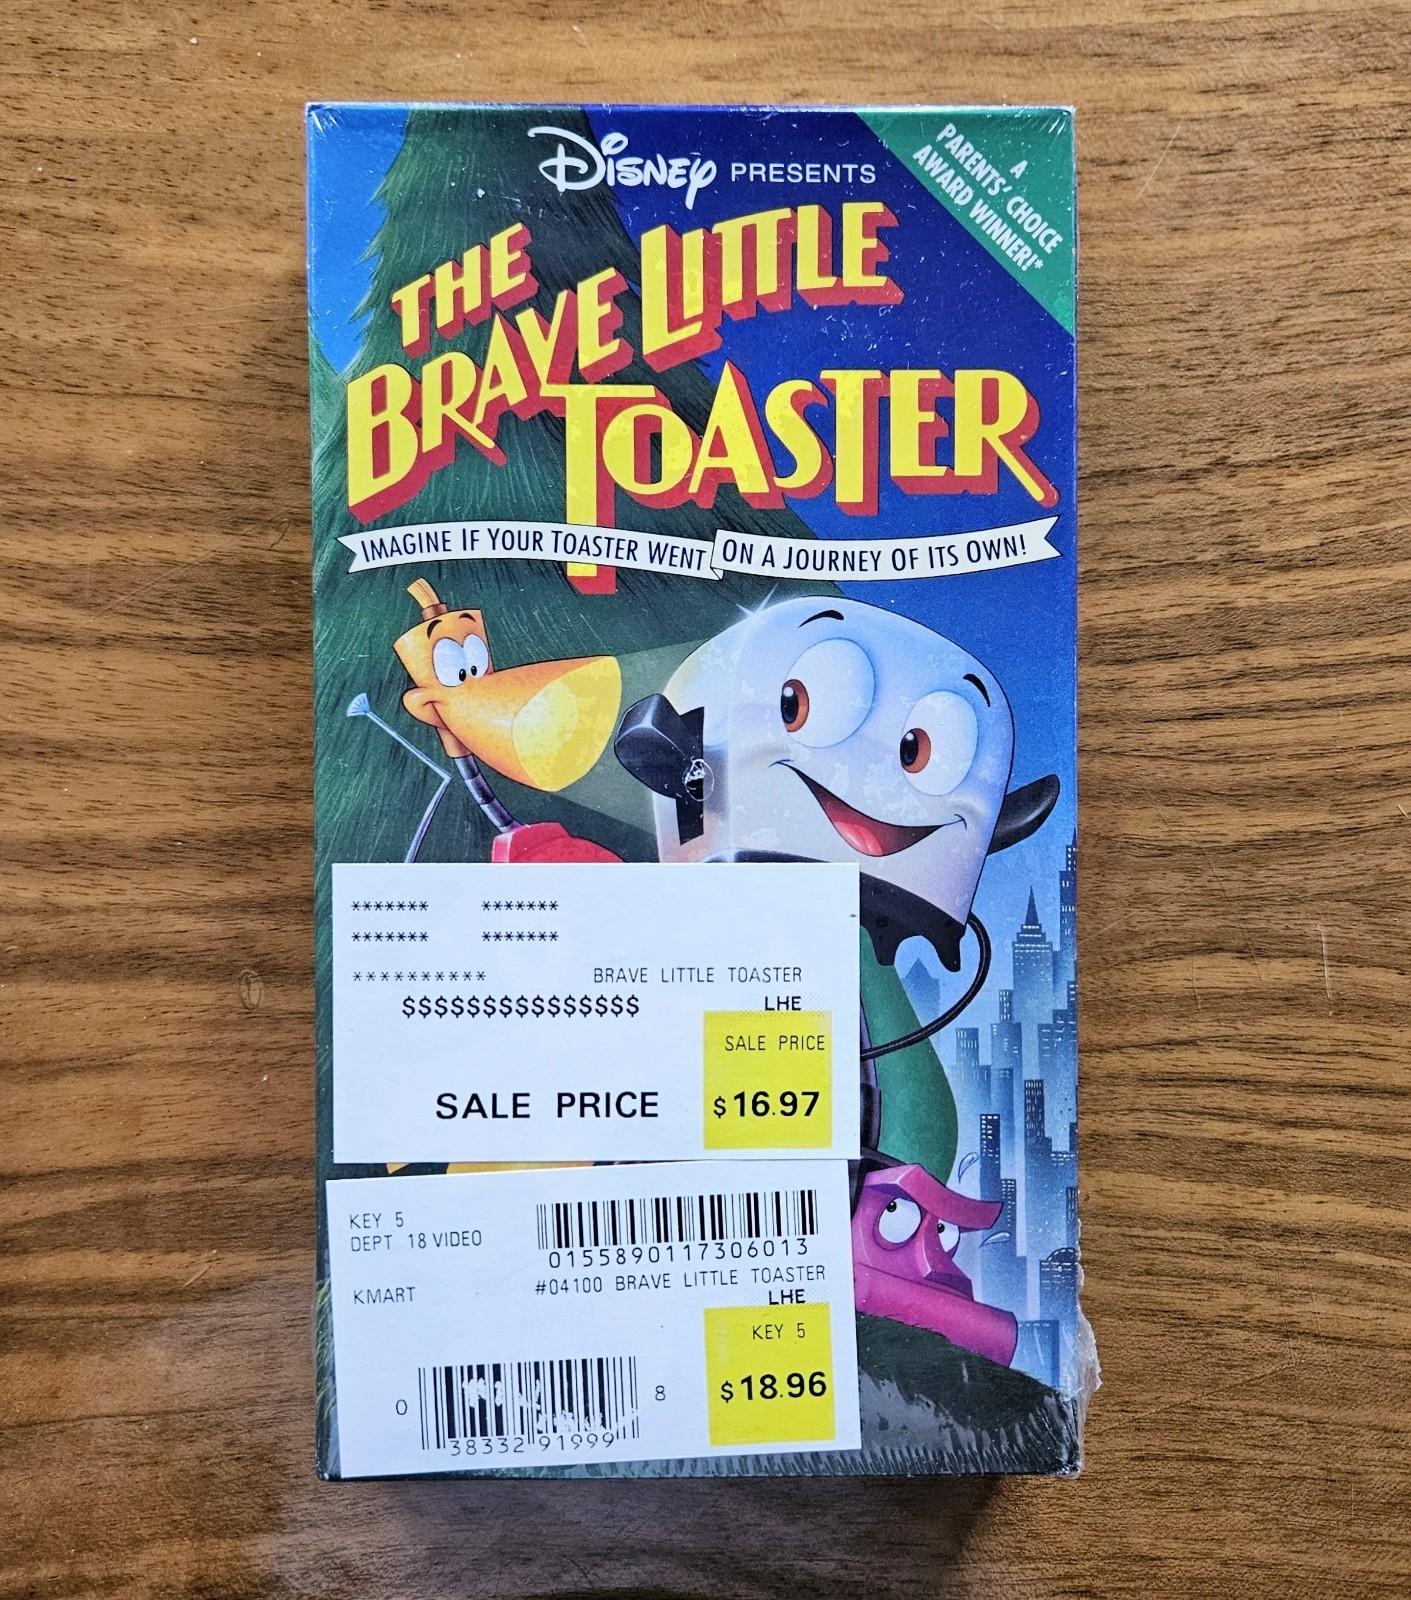 DISNEY PRESENTS
A
PARENTS' CHOICE
AWARD WINNER!*
THE
BRAVE LITTLE
TOASTER
IMAGINE IF YOUR TOASTER WENT ON A JOURNEY OF ITS OWN!
******* *******
******* *******
********** BRAVE LITTLE TOASTER
$$$$$$$$$$$$$$$ LHE
SALE PRICE
SALE PRICE $16.97
KEY 5
DEPT 18 VIDEO
0155890117306013
KMART #04100 BRAVE LITTLE TOASTER
LHE
KEY 5
$18.96
0 38332 91999 8